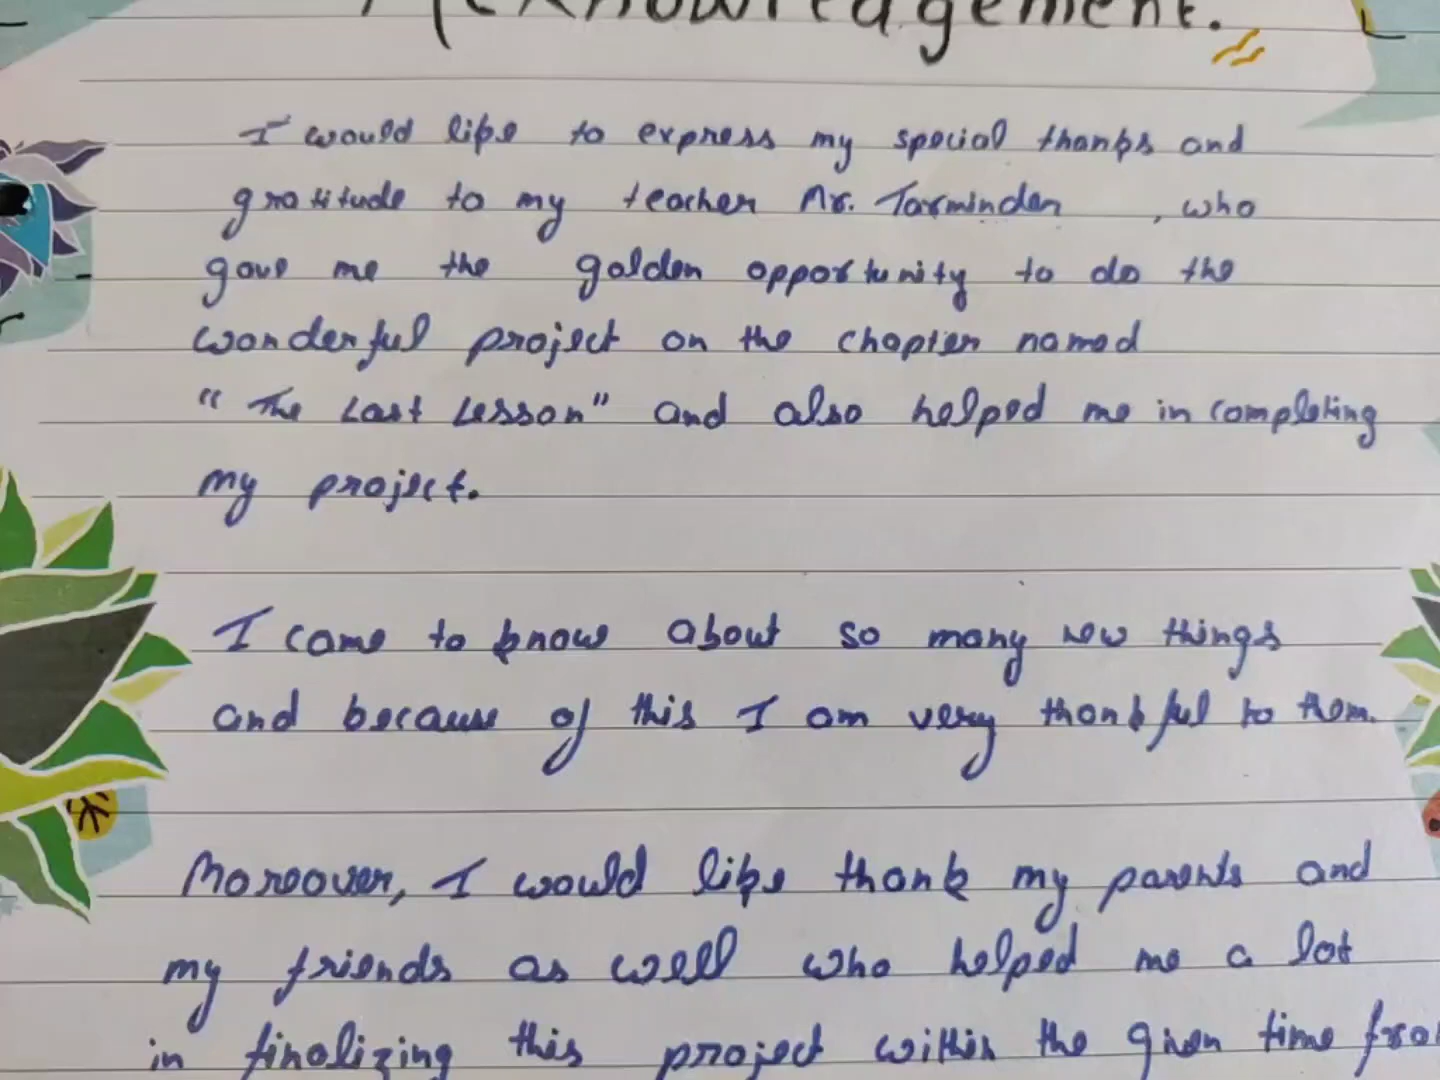 Acknowledgement.
I would like to express my special thanks and
gratitude to my teacher Mr. Tarminder , who
gave me the golden opportunity to do the
wonderful project on the chapter named
"The Last Lesson" and also helped me in completing
my project.
I came to know about so many new things
and because of this I am very thankful to them.
Moreover, I would like thank my parents and
my friends as well who helped me a lot
in finalizing this project within the given time